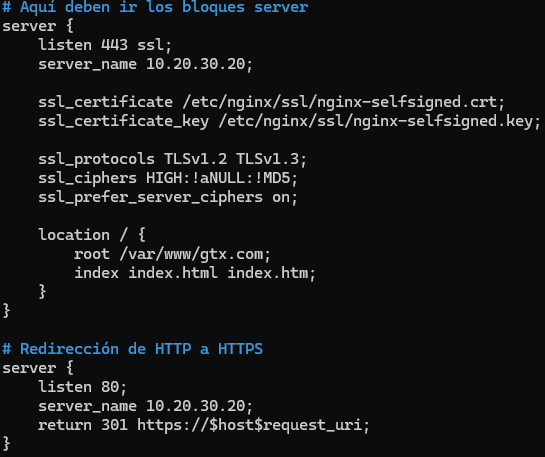 # Aquí deben ir los bloques server
server {
    listen 443 ssl;
    server_name 10.20.30.20;

    ssl_certificate /etc/nginx/ssl/nginx-selfsigned.crt;
    ssl_certificate_key /etc/nginx/ssl/nginx-selfsigned.key;

    ssl_protocols TLSv1.2 TLSv1.3;
    ssl_ciphers HIGH:!aNULL:!MD5;
    ssl_prefer_server_ciphers on;

    location / {
        root /var/www/gtx.com;
        index index.html index.htm;
    }
}

# Redirección de HTTP a HTTPS
server {
    listen 80;
    server_name 10.20.30.20;
    return 301 https://$host$request_uri;
}